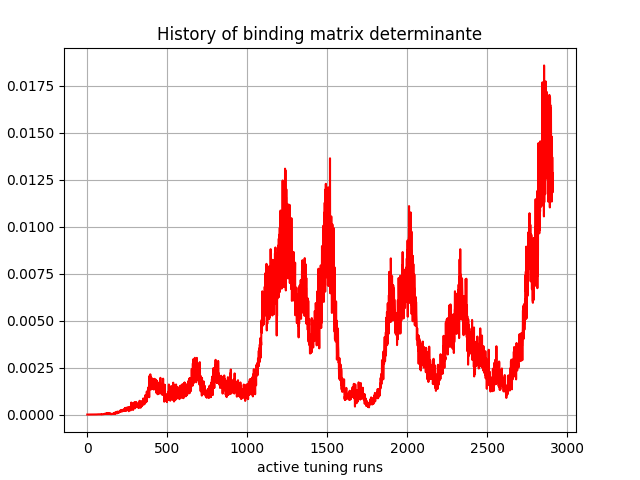 History of binding matrix determinante
0.0175
0.0150
0.0125
0.0100
0.0075
0.0050
0.0025
0.0000
0 500 1000 1500 2000 2500 3000
active tuning runs